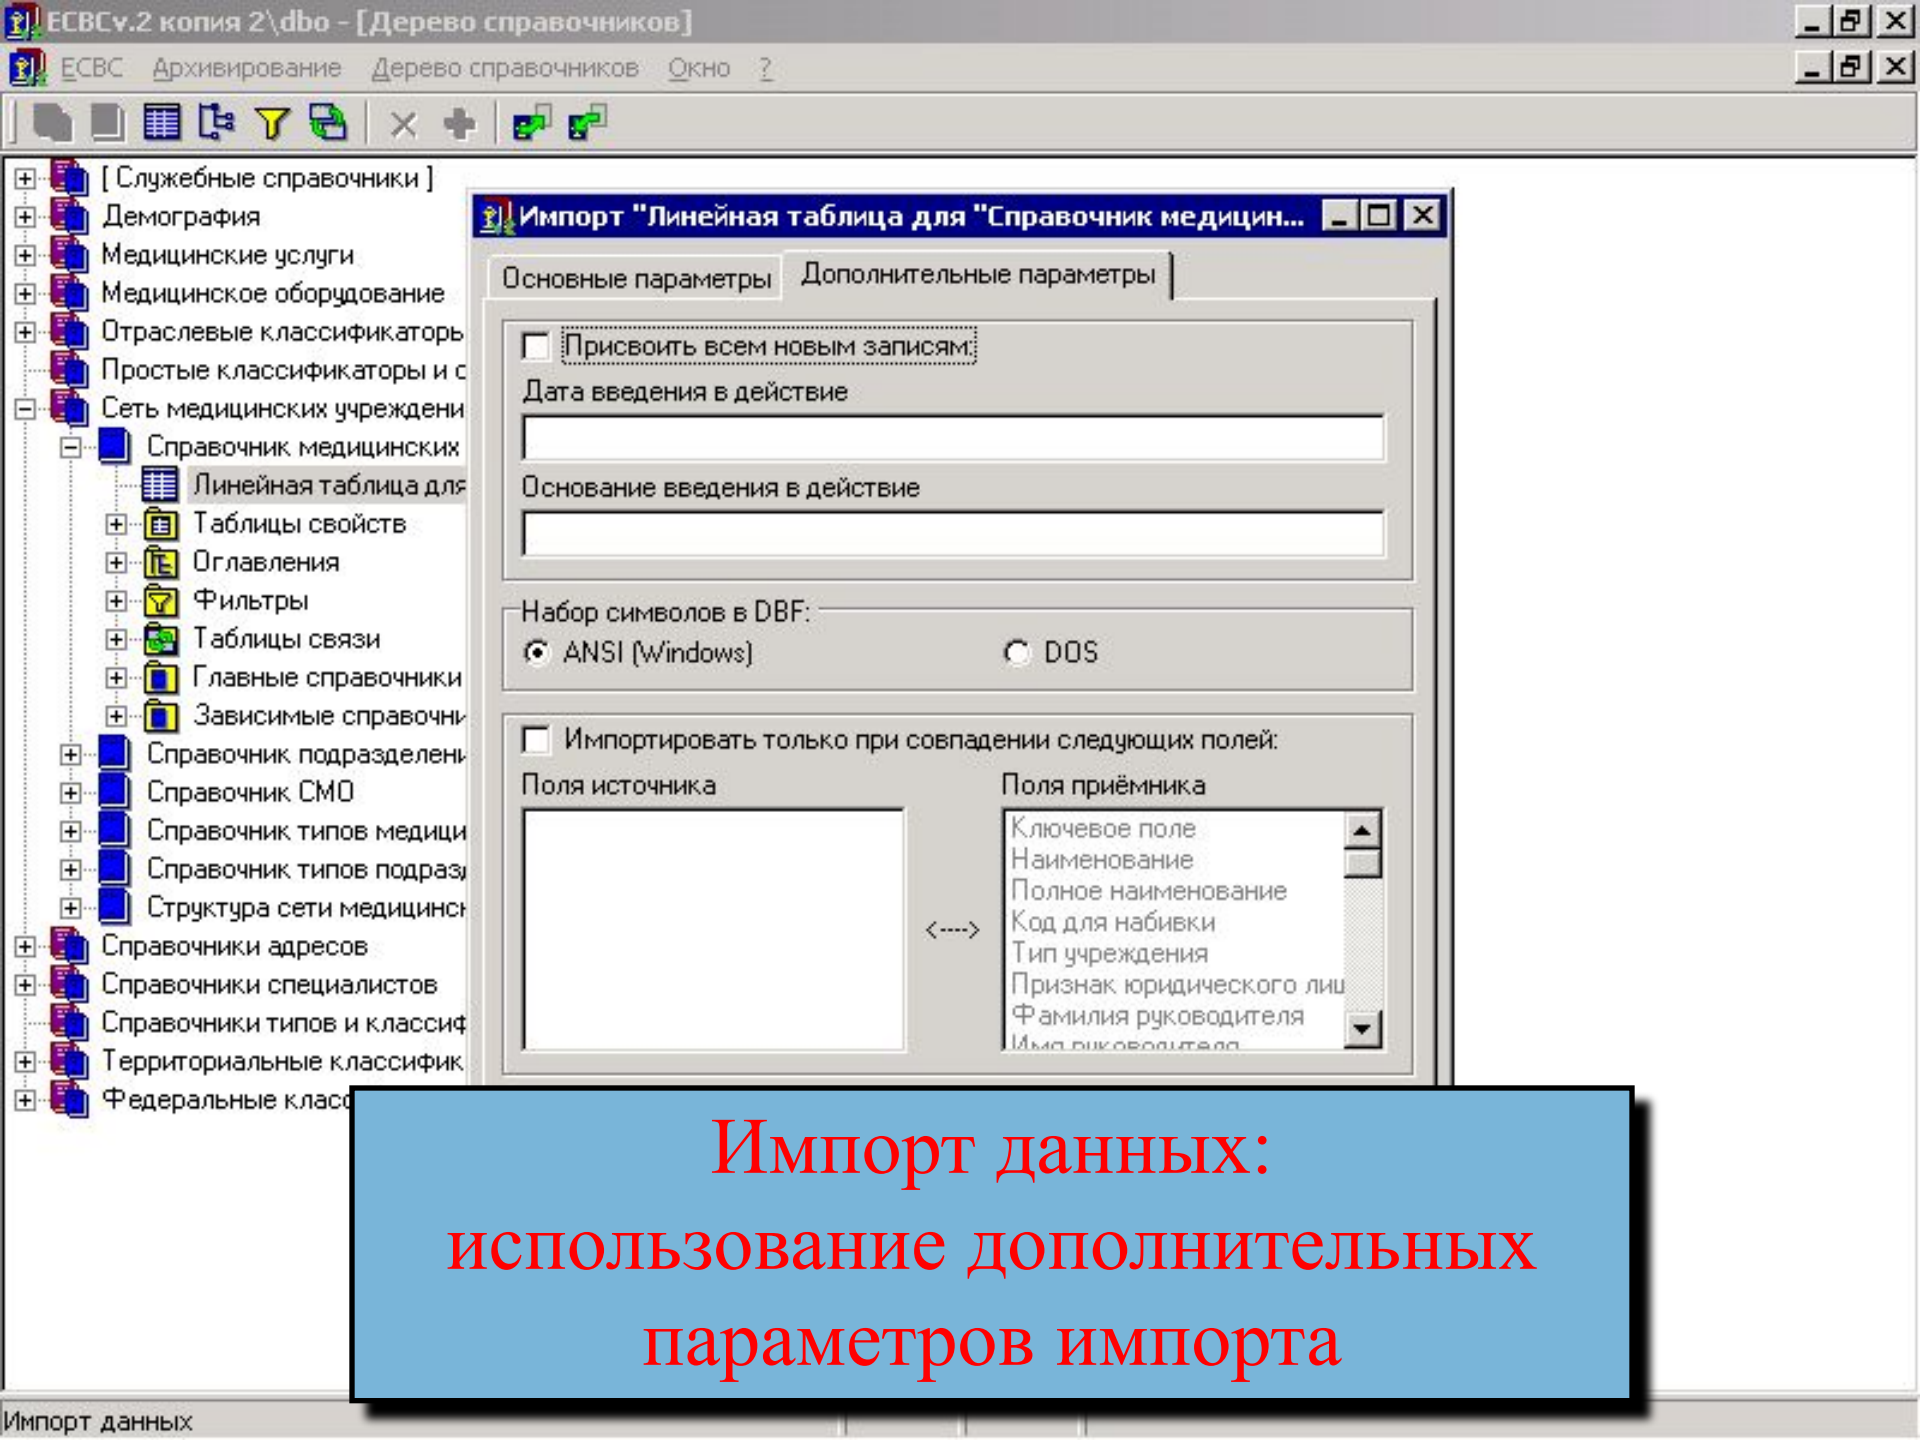 ЕСВСv.2 копия 2\dbo - [Дерево справочников]
ЕСВС Архивирование Дерево справочников Окно ?
[ Служебные справочники ]
Демография
Медицинские услуги
Медицинское оборудование
Отраслевые классификаторы
Простые классификаторы и с
Сеть медицинских учреждени
Справочник медицинских
Линейная таблица для
Таблицы свойств
Оглавления
Фильтры
Таблицы связи
Главные справочники
Зависимые справочни
Справочник подразделени
Справочник СМО
Справочник типов медици
Справочник типов подразд
Структура сети медицинск
Справочники адресов
Справочники специалистов
Справочники типов и классиф
Территориальные классифик
Федеральные класс
Импорт "Линейная таблица для "Справочник медицин...
Основные параметры Дополнительные параметры
Присвоить всем новым записям:
Дата введения в действие
Основание введения в действие
Набор символов в DBF:
ANSI (Windows) DOS
Импортировать только при совпадении следующих полей:
Поля источника Поля приёмника
<---->
Ключевое поле
Наименование
Полное наименование
Код для набивки
Тип учреждения
Признак юридического лиц
Фамилия руководителя
Имя руководителя
Импорт данных:
использование дополнительных
параметров импорта
Импорт данных